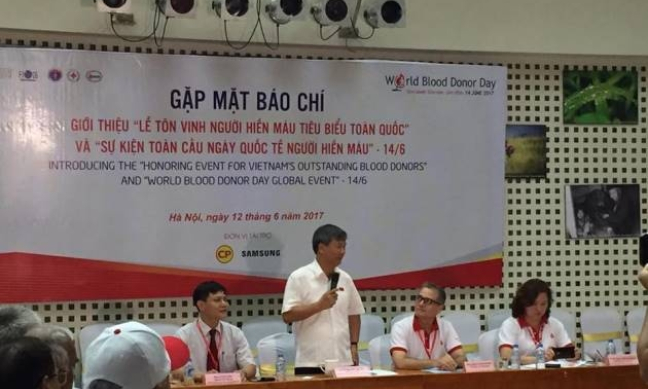 World Blood Donor Day
14 JUNE 2017
GẶP MẶT BÁO CHÍ
GIỚI THIỆU "LỄ TÔN VINH NGƯỜI HIẾN MÁU TIÊU BIỂU TOÀN QUỐC"
VÀ "SỰ KIỆN TOÀN CẦU NGÀY QUỐC TẾ NGƯỜI HIẾN MÁU" - 14/6
INTRODUCING THE "HONORING EVENT FOR VIETNAM'S OUTSTANDING BLOOD DONORS"
AND "WORLD BLOOD DONOR DAY GLOBAL EVENT" - 14/6
Hà Nội, ngày 12 tháng 6 năm 2017
ĐƠN VỊ TÀI TRỢ
CP SAMSUNG